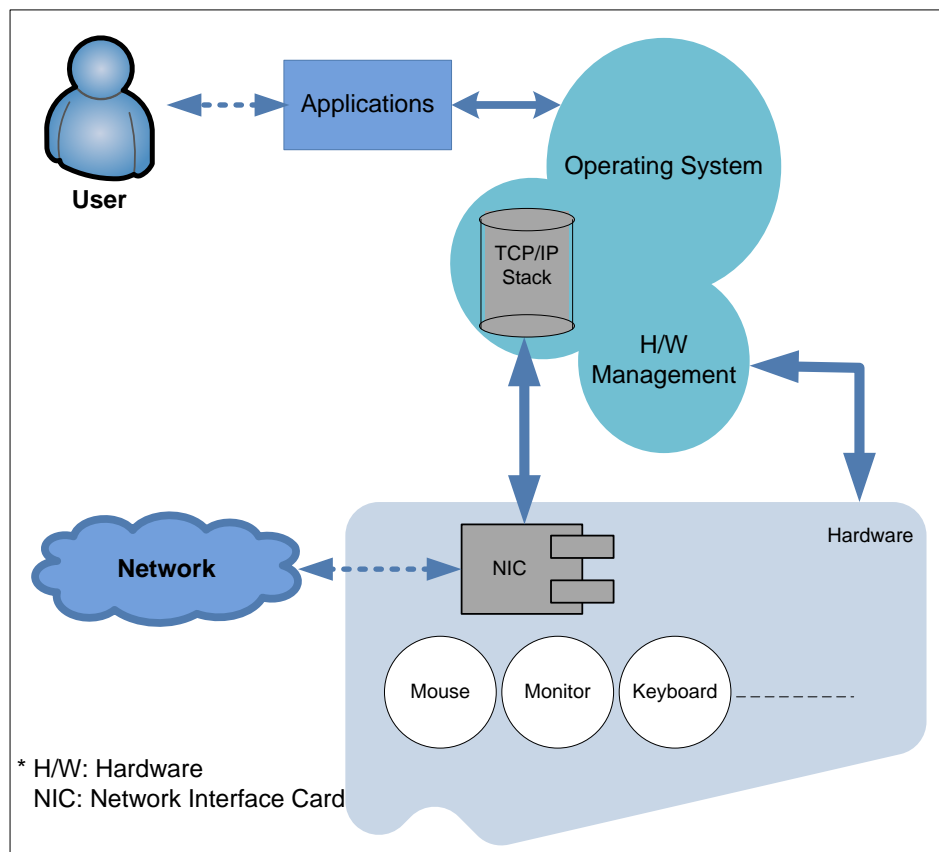 User
Applications
Operating System
TCP/IP
Stack
H/W
Management
Hardware
Network
NIC
Mouse
Monitor
Keyboard
* H/W: Hardware
NIC: Network Interface Card